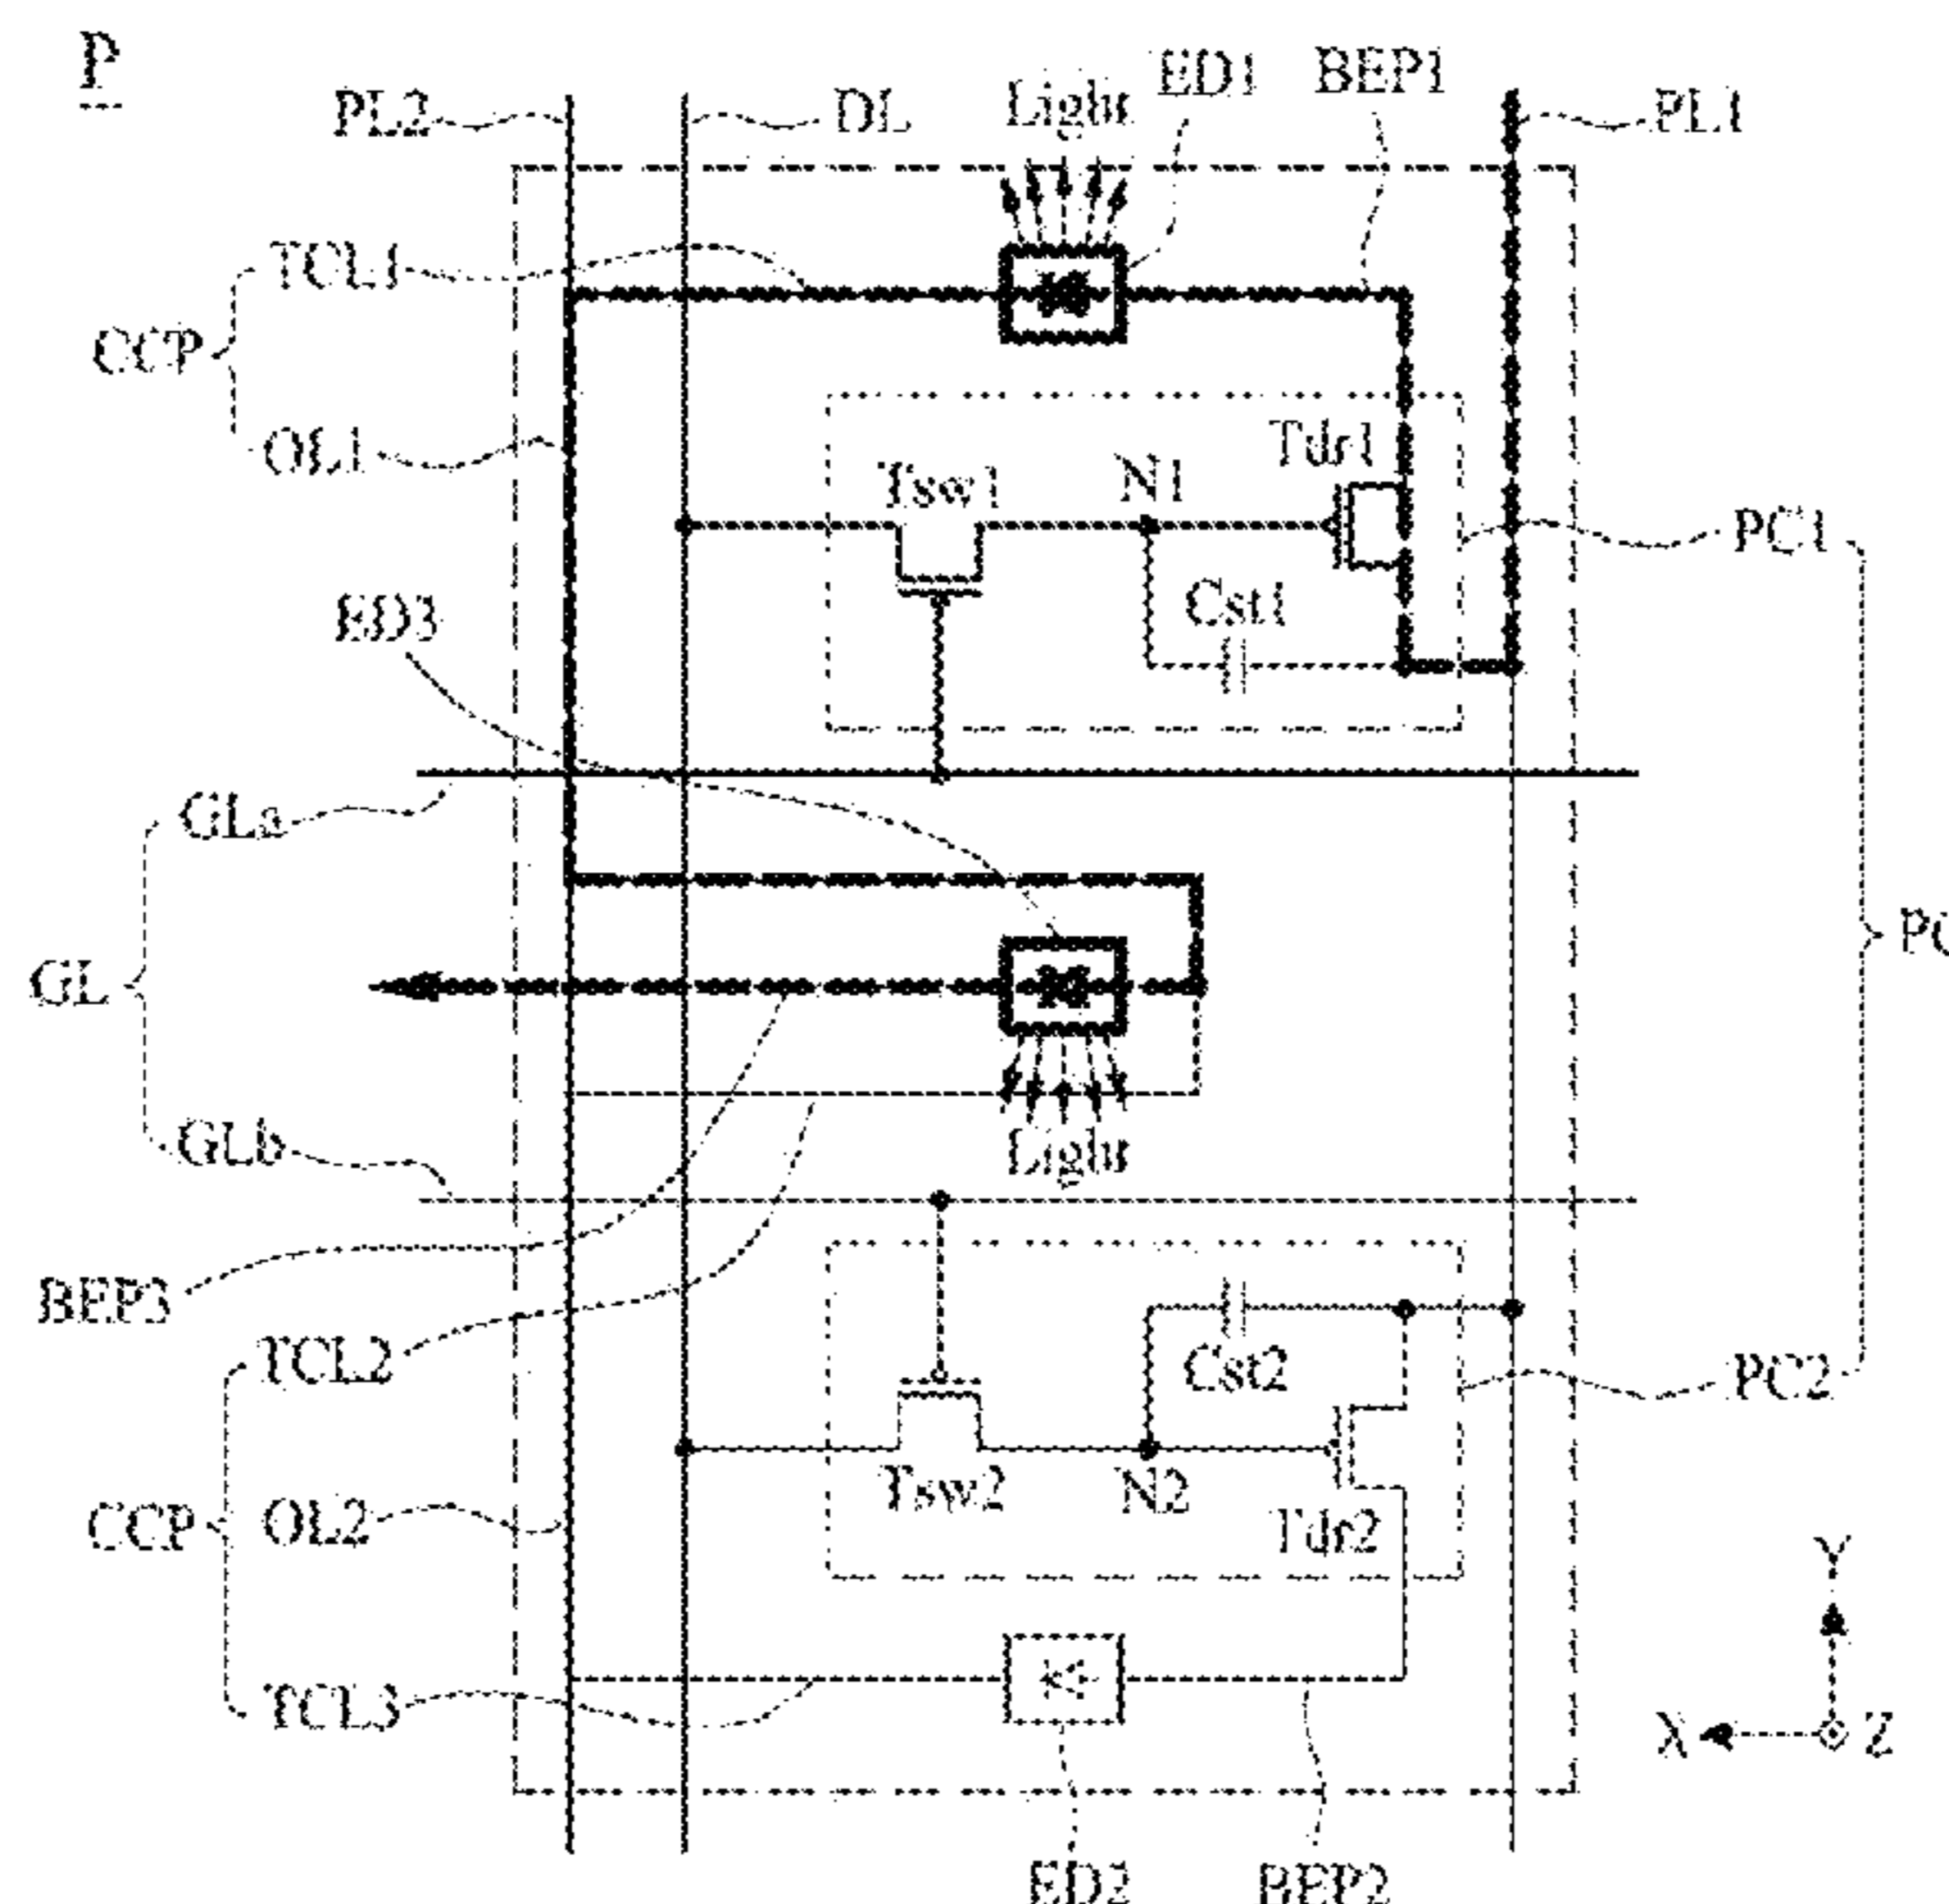 P
PL2
DL
Light
ED1
BEP1
PL1
TCL1
CCP
OL1
Tdr1
Tsw1
N1
PC1
Cst1
ED3
GLa
PC
GL
GLb
Light
BEP3
TCL2
Cst2
PC2
Tsw2
N2
Tdr2
CCP
OL2
TCL3
Y
X
Z
ED2
BEP2